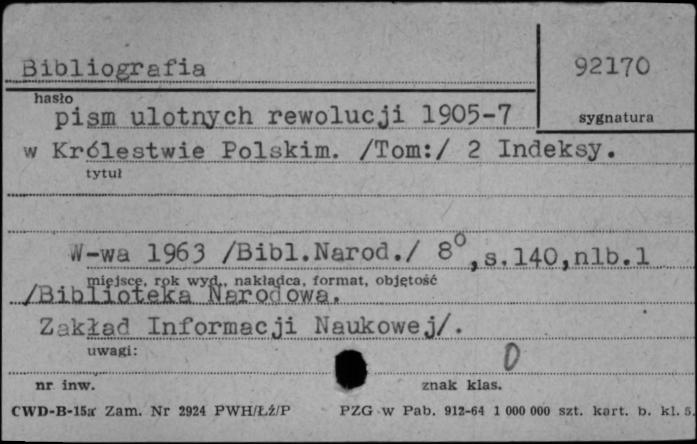 Bibliografia 92170
hasło
pism ulotnych rewolucji 1905-7 sygnatura
w Królestwie Polskim. /Tom:/ 2 Indeksy.
tytuł
W-wa 1963 /Bibl.Narod./ 8⁰,s.140,nlb.1
miejsce, rok wyd., nakładca, format, objętość
/Biblioteka Narodowa.
Zakład Informacji Naukowej/.
uwagi: 0
nr inw. znak klas.
CWD-B-15a Zam. Nr 2924 PWH/Łź/P PZG w Pab. 912-64 1 000 000 szt. kart. b. kl. 5.